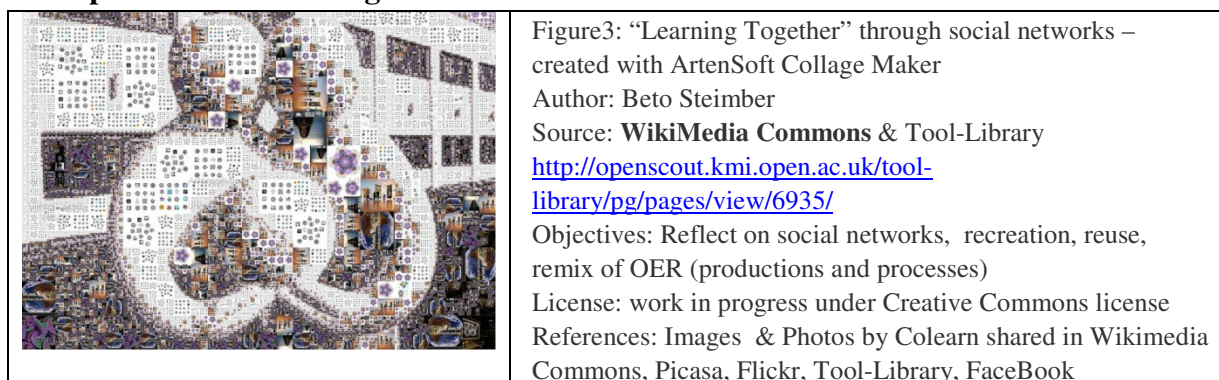 Figure3: “Learning Together” through social networks –
created with ArtenSoft Collage Maker
Author: Beto Steimber
Source: WikiMedia Commons & Tool-Library
http://openscout.kmi.open.ac.uk/tool-
library/pg/pages/view/6935/
Objectives: Reflect on social networks,  recreation, reuse,
remix of OER (productions and processes)
License: work in progress under Creative Commons license
References: Images  & Photos by Colearn shared in Wikimedia
Commons, Picasa, Flickr, Tool-Library, FaceBook